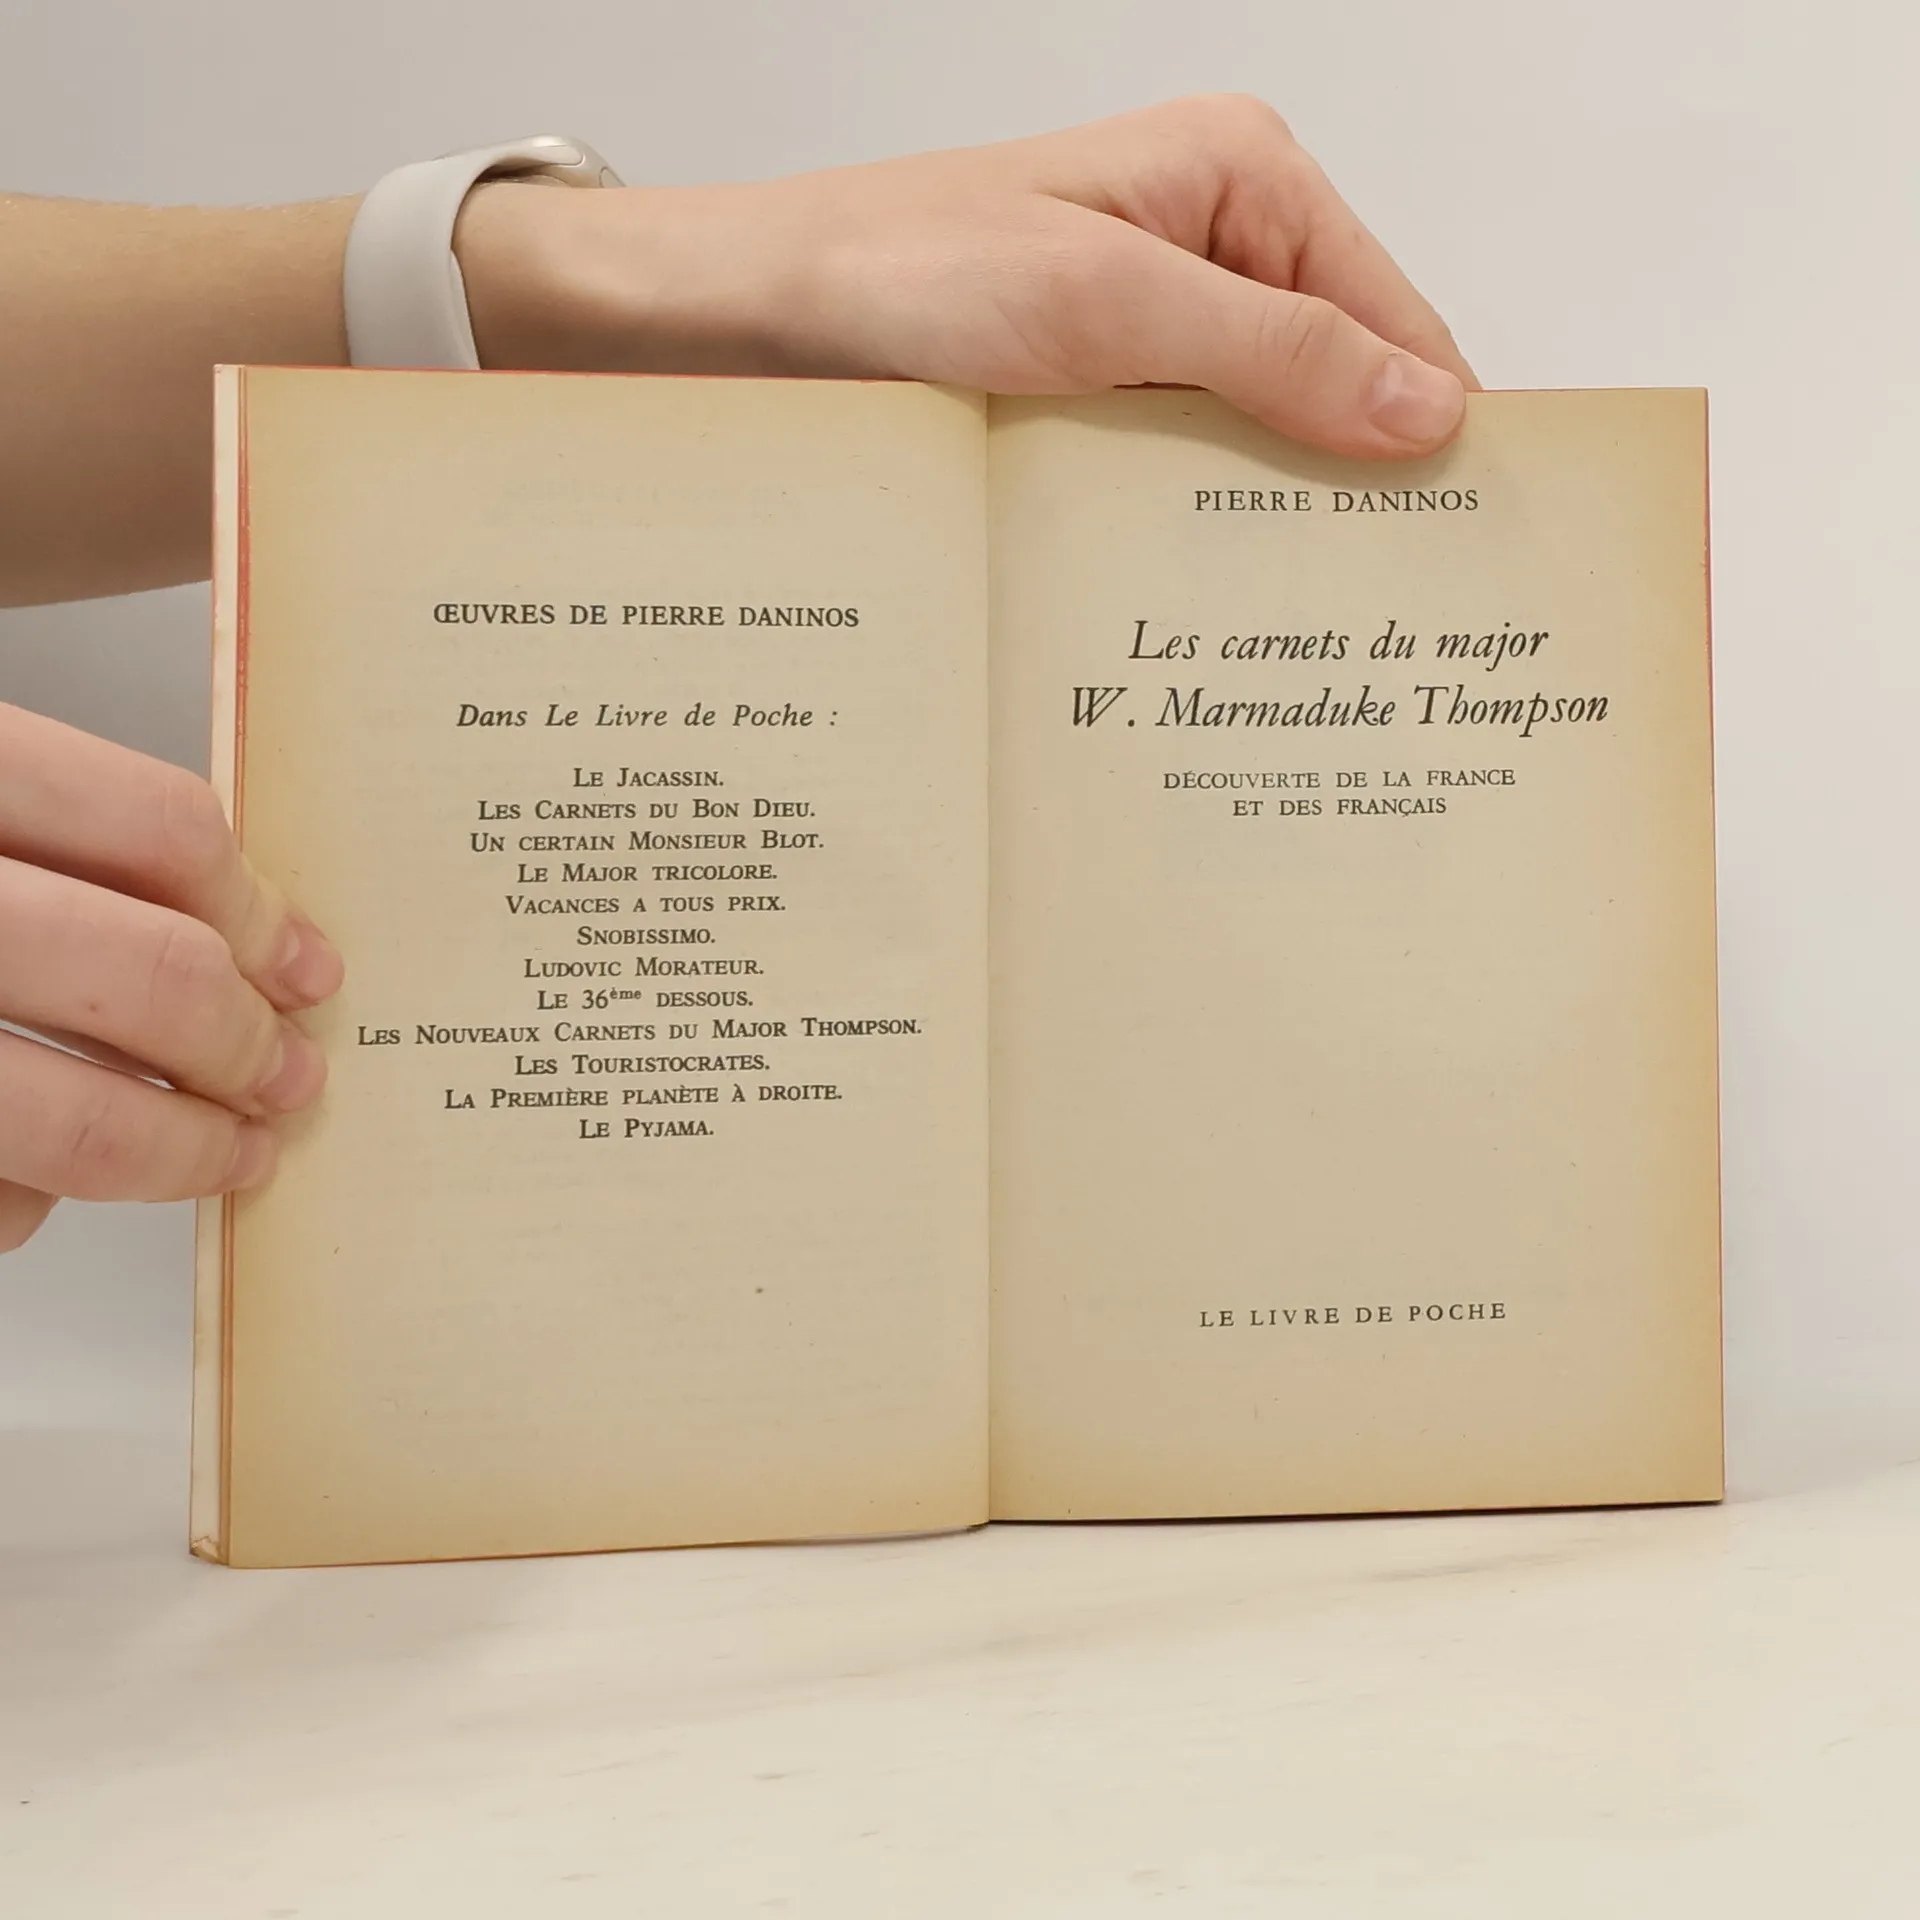 ŒUVRES DE PIERRE DANINOS
Dans Le Livre de Poche :
LE JACASSIN.
LES CARNETS DU BON DIEU.
UN CERTAIN MONSIEUR BLOT.
LE MAJOR TRICOLORE.
VACANCES A TOUS PRIX.
SNOBISSIMO.
LUDOVIC MORATEUR.
LE 36ème DESSOUS.
LES NOUVEAUX CARNETS DU MAJOR THOMPSON.
LES TOURISTOCRATES.
LA PREMIÈRE PLANÈTE À DROITE.
LE PYJAMA.
PIERRE DANINOS
Les carnets du major
W. Marmaduke Thompson
DÉCOUVERTE DE LA FRANCE
ET DES FRANÇAIS
LE LIVRE DE POCHE